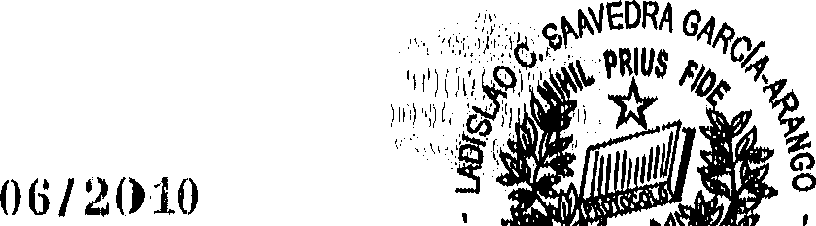 LADISLAO C. SAAVEDRA GARCÍA-ARANGO
NIHIL PRIUS FIDE
06/2010